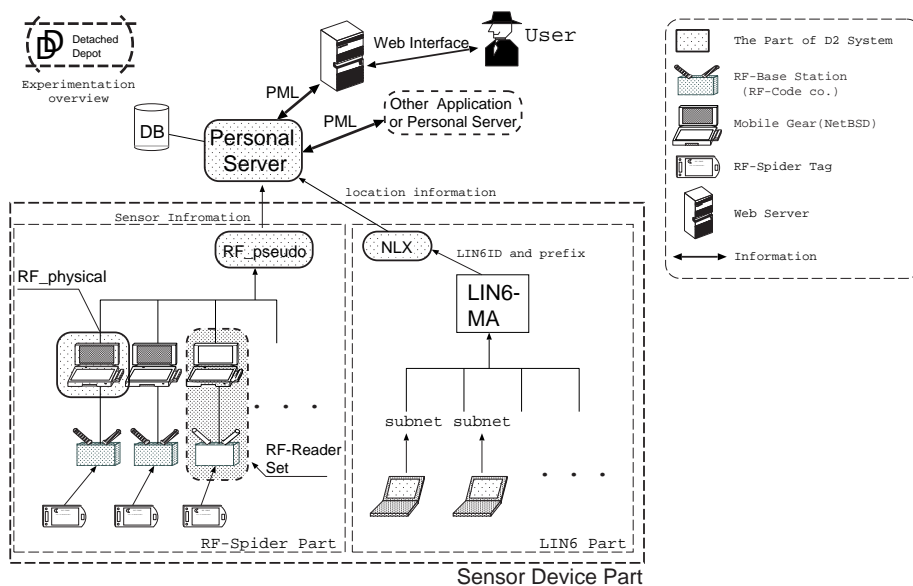 DD
Detached
Depot
Experimentation
overview
Web Interface
User
PML
PML
Other Application
or Personal Server
DB
Personal
Server
location information
Sensor Infromation
RF_pseudo
NLX
LIN6ID and prefix
RF_physical
LIN6-
MA
. . .
subnet
subnet
RF-Reader
Set
. . .
RF-Spider Part
LIN6 Part
Sensor Device Part
The Part of D2 System
RF-Base Station
(RF-Code co.)
Mobile Gear(NetBSD)
RF-Spider Tag
Web Server
Information